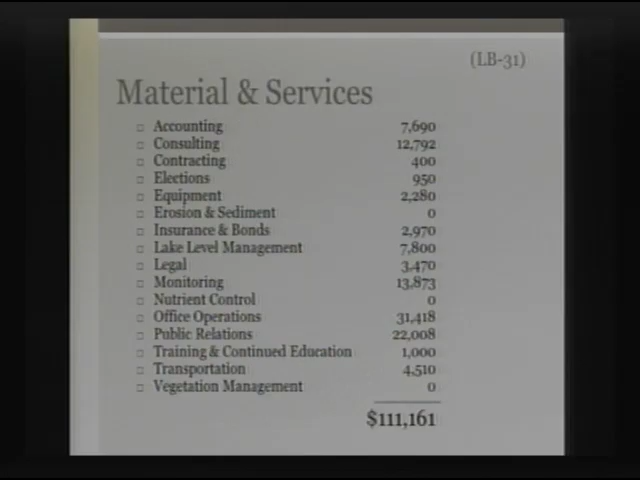 (LB-31)
Material & Services
□ Accounting 7,690
□ Consulting 12,792
□ Contracting 400
□ Elections 950
□ Equipment 2,280
□ Erosion & Sediment 0
□ Insurance & Bonds 2,970
□ Lake Level Management 7,800
□ Legal 3,470
□ Monitoring 13,873
□ Nutrient Control 0
□ Office Operations 31,418
□ Public Relations 22,008
□ Training & Continued Education 1,000
□ Transportation 4,510
□ Vegetation Management 0
$111,161